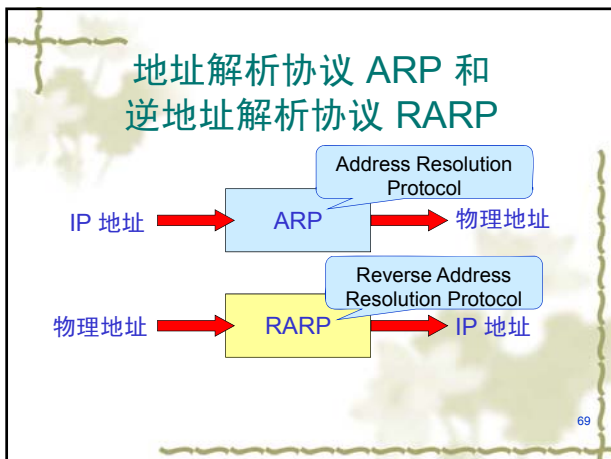 地址解析协议 ARP 和
逆地址解析协议 RARP
Address Resolution
Protocol
IP 地址
ARP
物理地址
Reverse Address
Resolution Protocol
物理地址
RARP
IP 地址
69